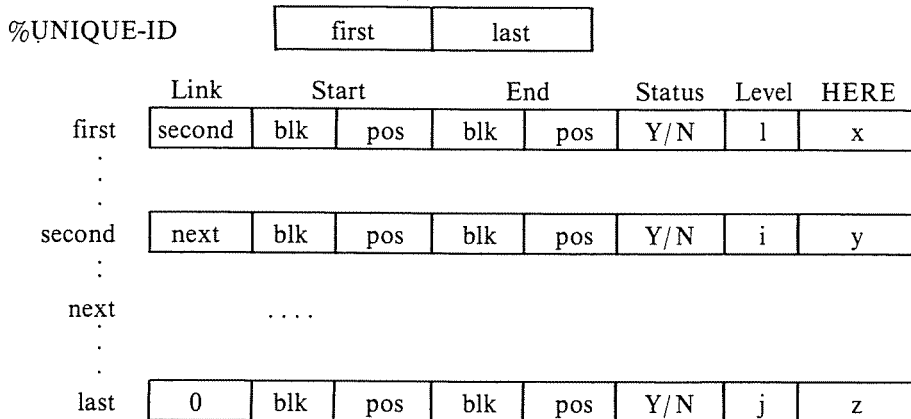 %UNIQUE-ID first last
Link Start End Status Level HERE
first second blk pos blk pos Y/N l x
second next blk pos blk pos Y/N i y
next ....
last 0 blk pos blk pos Y/N j z